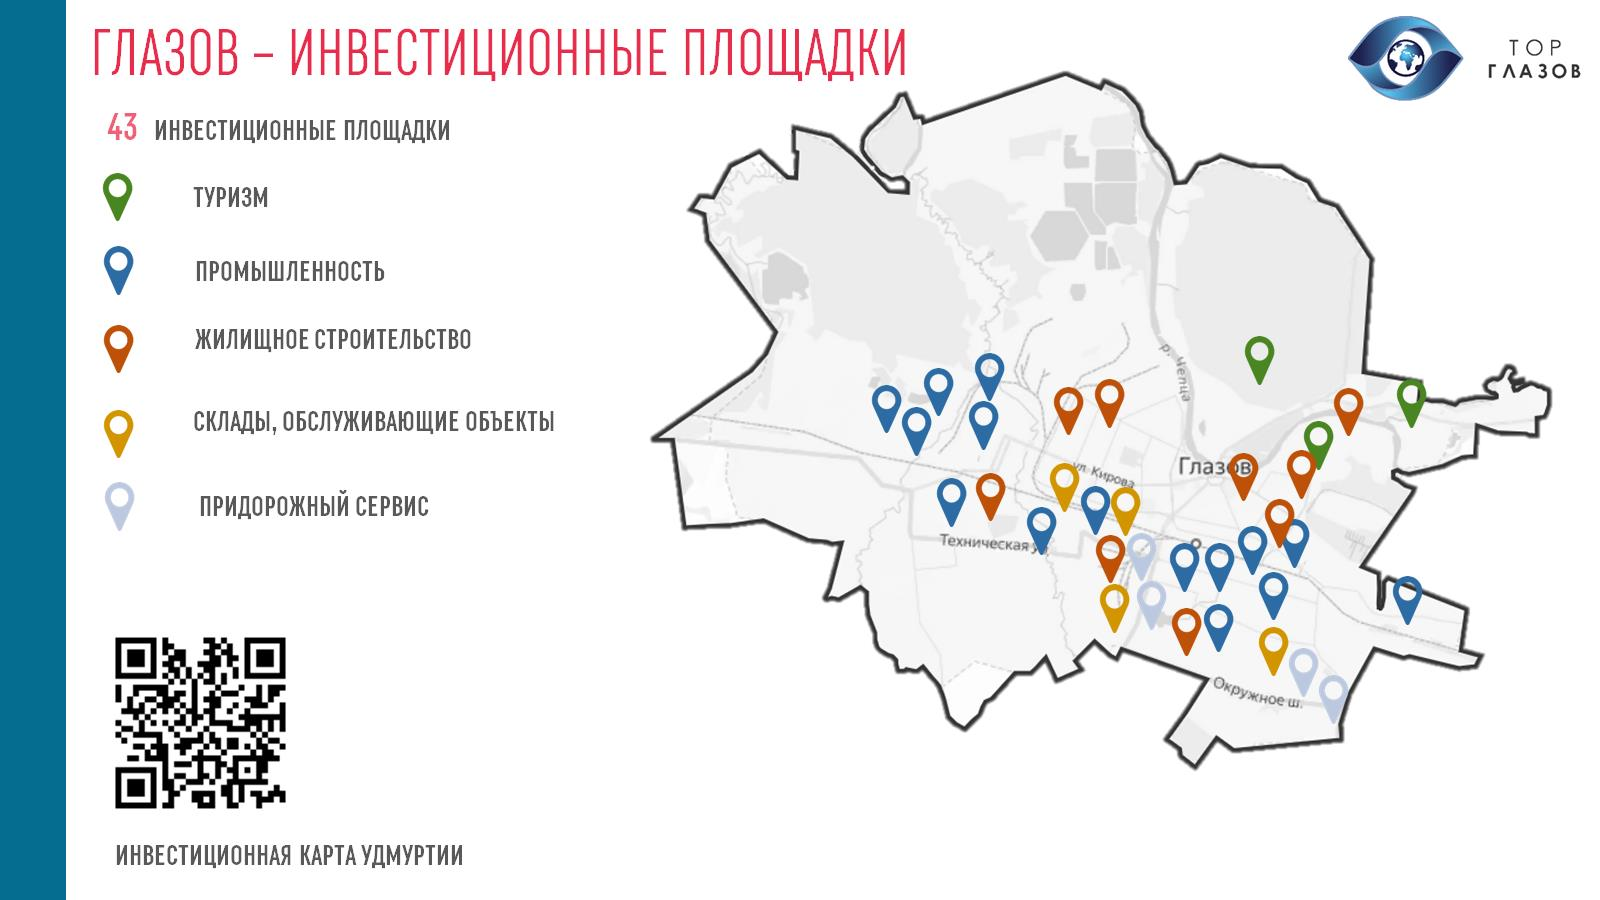 ГЛАЗОВ – ИНВЕСТИЦИОННЫЕ ПЛОЩАДКИ
ТОР
ГЛАЗОВ
43 ИНВЕСТИЦИОННЫЕ ПЛОЩАДКИ
ТУРИЗМ
ПРОМЫШЛЕННОСТЬ
ЖИЛИЩНОЕ СТРОИТЕЛЬСТВО
СКЛАДЫ, ОБСЛУЖИВАЮЩИЕ ОБЪЕКТЫ
ПРИДОРОЖНЫЙ СЕРВИС
р. Чепца
Глазов
ул. Кирова
Техническая ул.
Окружное ш.
ИНВЕСТИЦИОННАЯ КАРТА УДМУРТИИ